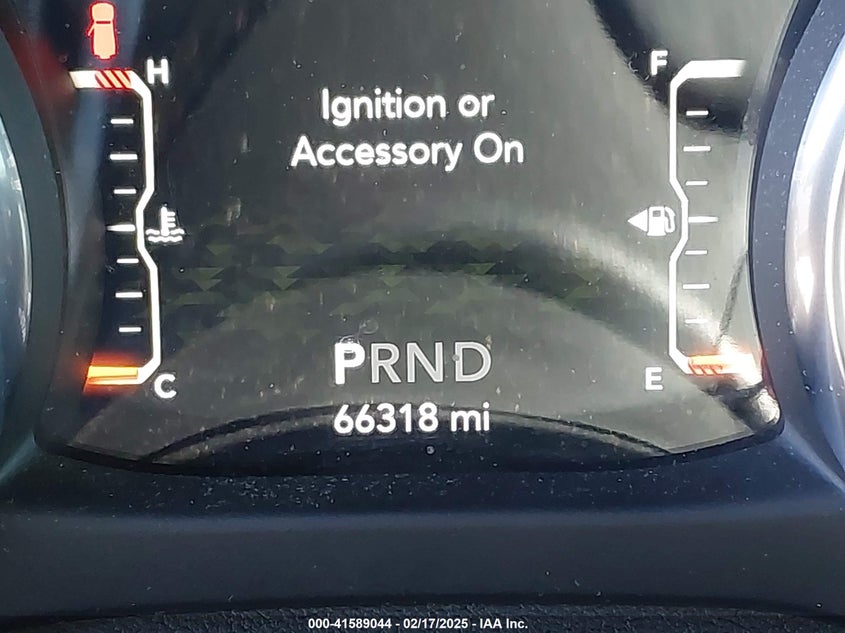 H
F
Ignition or
Accessory On
PRND
C
E
66318 mi
000-41589044 - 02/17/2025 - IAA Inc.